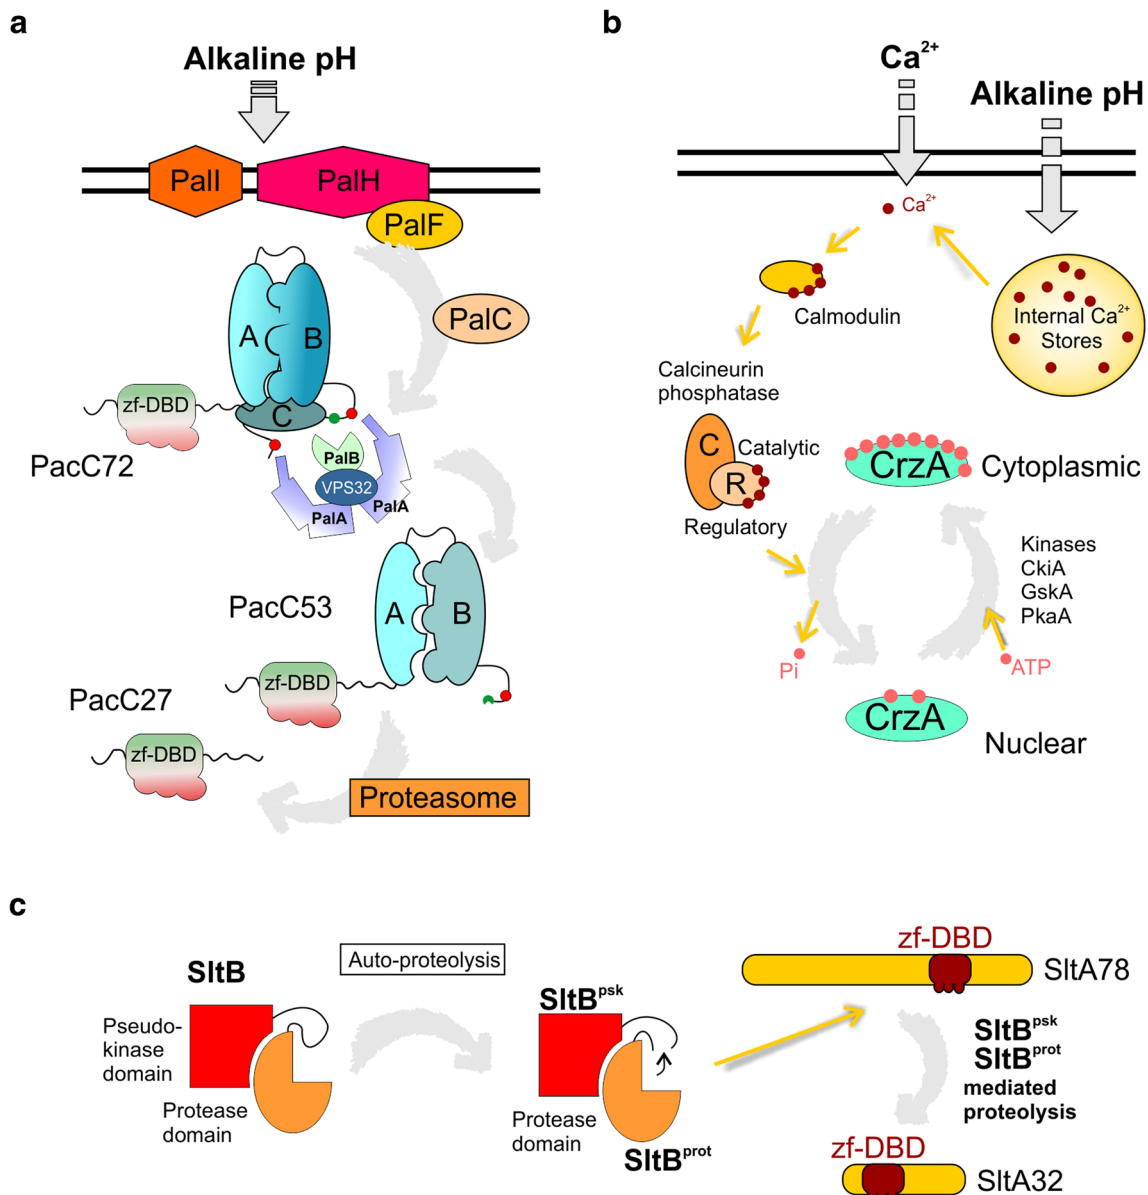 a
Alkaline pH
PalI
PalH
PalF
PalC
A
B
C
zf-DBD
PacC72
PalB
VPS32
PalA
PalA
PacC53
A
B
zf-DBD
PacC27
zf-DBD
Proteasome
b
Ca2+
Alkaline pH
Ca2+
Calmodulin
Internal Ca2+
Stores
Calcineurin
phosphatase
C
Catalytic
R
Regulatory
CrzA
Cytoplasmic
Kinases
CkiA
GskA
PkaA
Pi
ATP
CrzA
Nuclear
c
SltB
Pseudo-
kinase
domain
Protease
domain
Auto-proteolysis
SltBpsk
Protease
domain
SltBprot
zf-DBD
SltA78
SltBpsk
SltBprot
mediated
proteolysis
zf-DBD
SltA32